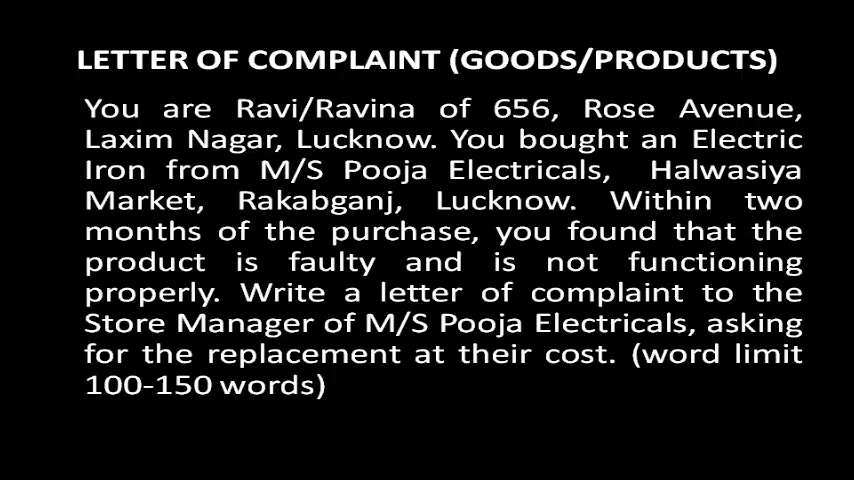 LETTER OF COMPLAINT (GOODS/PRODUCTS)
You are Ravi/Ravina of 656, Rose Avenue,
Laxim Nagar, Lucknow. You bought an Electric
Iron from M/S Pooja Electricals, Halwasiya
Market, Rakabganj, Lucknow. Within two
months of the purchase, you found that the
product is faulty and is not functioning
properly. Write a letter of complaint to the
Store Manager of M/S Pooja Electricals, asking
for the replacement at their cost. (word limit
100-150 words)